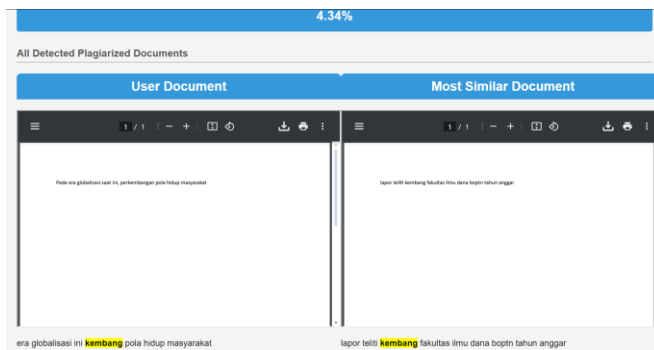 4.34%
All Detected Plagiarized Documents
User Document
Most Similar Document
1 / 1
1 / 1
Pada era globalisasi saat ini, perkembangan pola hidup masyarakat
lapor teliti kembang fakultas ilmu dana boptn tahun anggar
era globalisasi ini kembang pola hidup masyarakat
lapor teliti kembang fakultas ilmu dana boptn tahun anggar